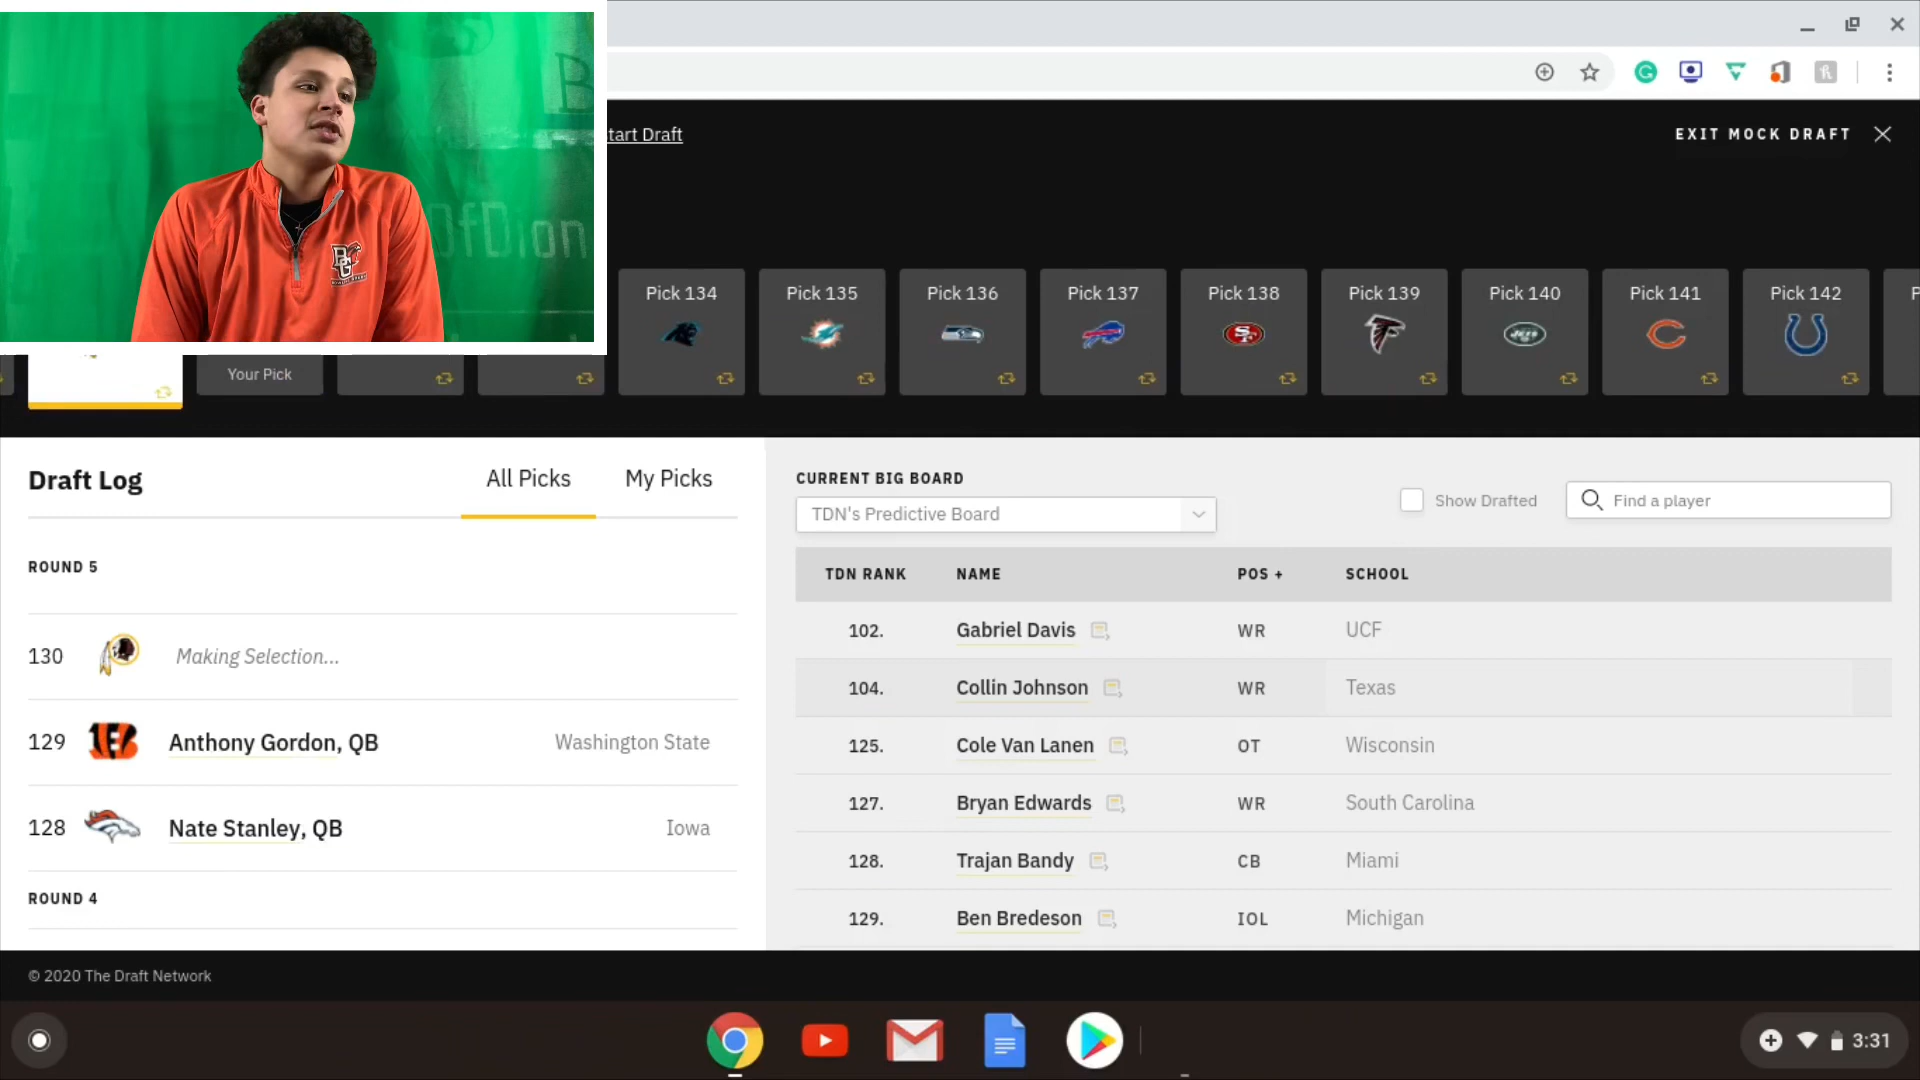 OfDion
BG
tart Draft
EXIT MOCK DRAFT
Your Pick
Pick 134
Pick 135
Pick 136
Pick 137
Pick 138
Pick 139
Pick 140
JETS
Pick 141
Pick 142
P
Draft Log
All Picks
My Picks
ROUND 5
130
Making Selection...
129
Anthony Gordon, QB
Washington State
128
Nate Stanley, QB
Iowa
ROUND 4
CURRENT BIG BOARD
TDN's Predictive Board
Show Drafted
Find a player
TDN RANK NAME POS + SCHOOL
102. Gabriel Davis WR UCF
104. Collin Johnson WR Texas
125. Cole Van Lanen OT Wisconsin
127. Bryan Edwards WR South Carolina
128. Trajan Bandy CB Miami
129. Ben Bredeson IOL Michigan
© 2020 The Draft Network
3:31